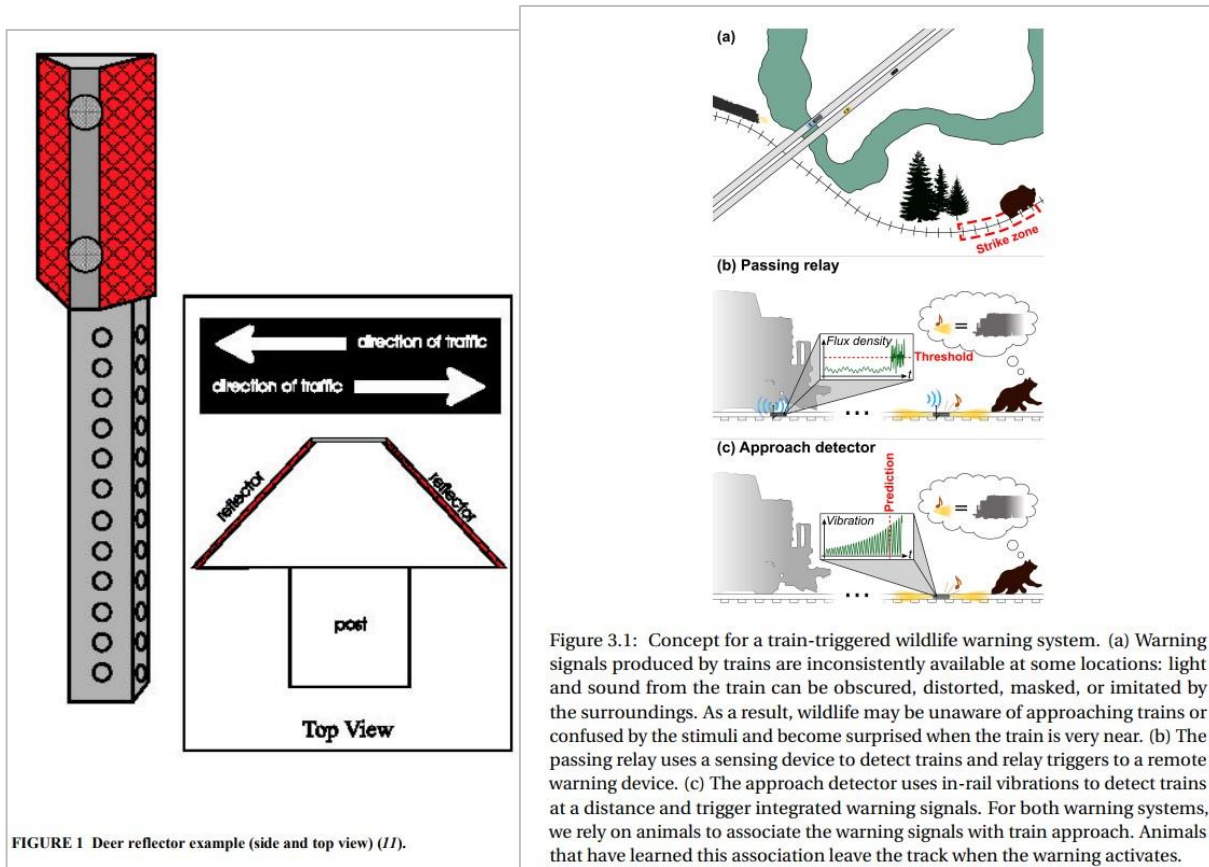 direction of traffic
direction of traffic
reflector
reflector
post
Top View
FIGURE 1 Deer reflector example (side and top view) (11).
(a)
Strike zone
(b) Passing relay
Flux density
Threshold
t
=
...
(c) Approach detector
Prediction
Vibration
t
=
...
Figure 3.1: Concept for a train-triggered wildlife warning system. (a) Warning
signals produced by trains are inconsistently available at some locations: light
and sound from the train can be obscured, distorted, masked, or imitated by
the surroundings. As a result, wildlife may be unaware of approaching trains or
confused by the stimuli and become surprised when the train is very near. (b) The
passing relay uses a sensing device to detect trains and relay triggers to a remote
warning device. (c) The approach detector uses in-rail vibrations to detect trains
at a distance and trigger integrated warning signals. For both warning systems,
we rely on animals to associate the warning signals with train approach. Animals
that have learned this association leave the track when the warning activates.